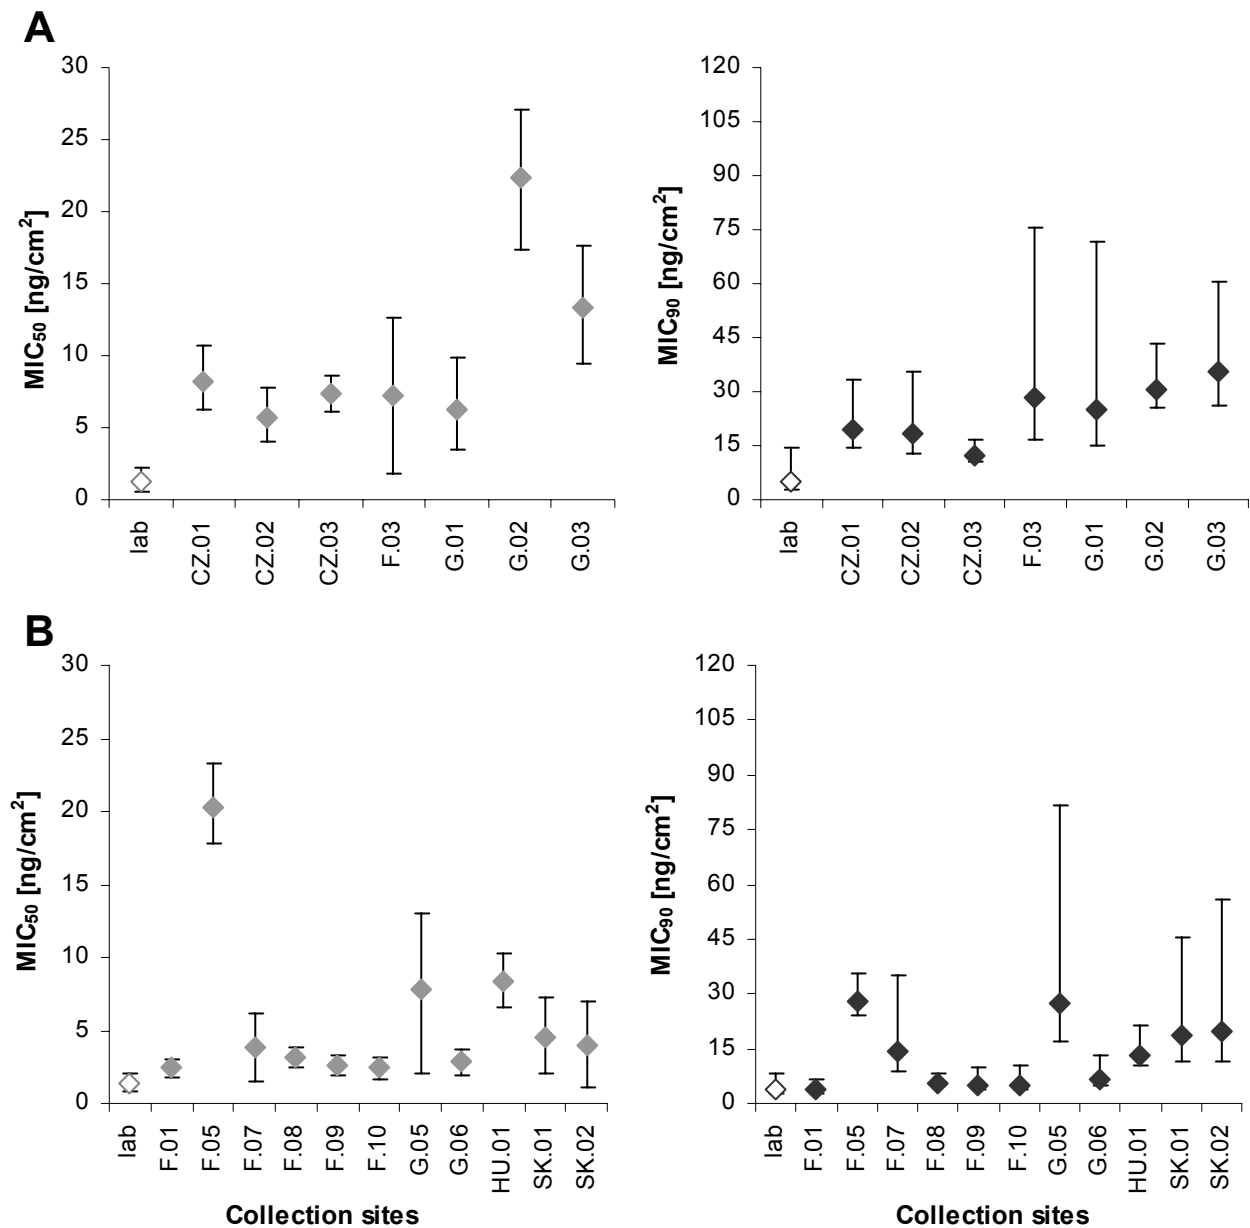 A
30
25
20
15
10
5
0
MIC50 [ng/cm2]
lab
CZ.01
CZ.02
CZ.03
F.03
G.01
G.02
G.03
120
105
90
75
60
45
30
15
0
MIC90 [ng/cm2]
lab
CZ.01
CZ.02
CZ.03
F.03
G.01
G.02
G.03
B
30
25
20
15
10
5
0
MIC50 [ng/cm2]
lab
F.01
F.05
F.07
F.08
F.09
F.10
G.05
G.06
HU.01
SK.01
SK.02
Collection sites
120
105
90
75
60
45
30
15
0
MIC90 [ng/cm2]
lab
F.01
F.05
F.07
F.08
F.09
F.10
G.05
G.06
HU.01
SK.01
SK.02
Collection sites